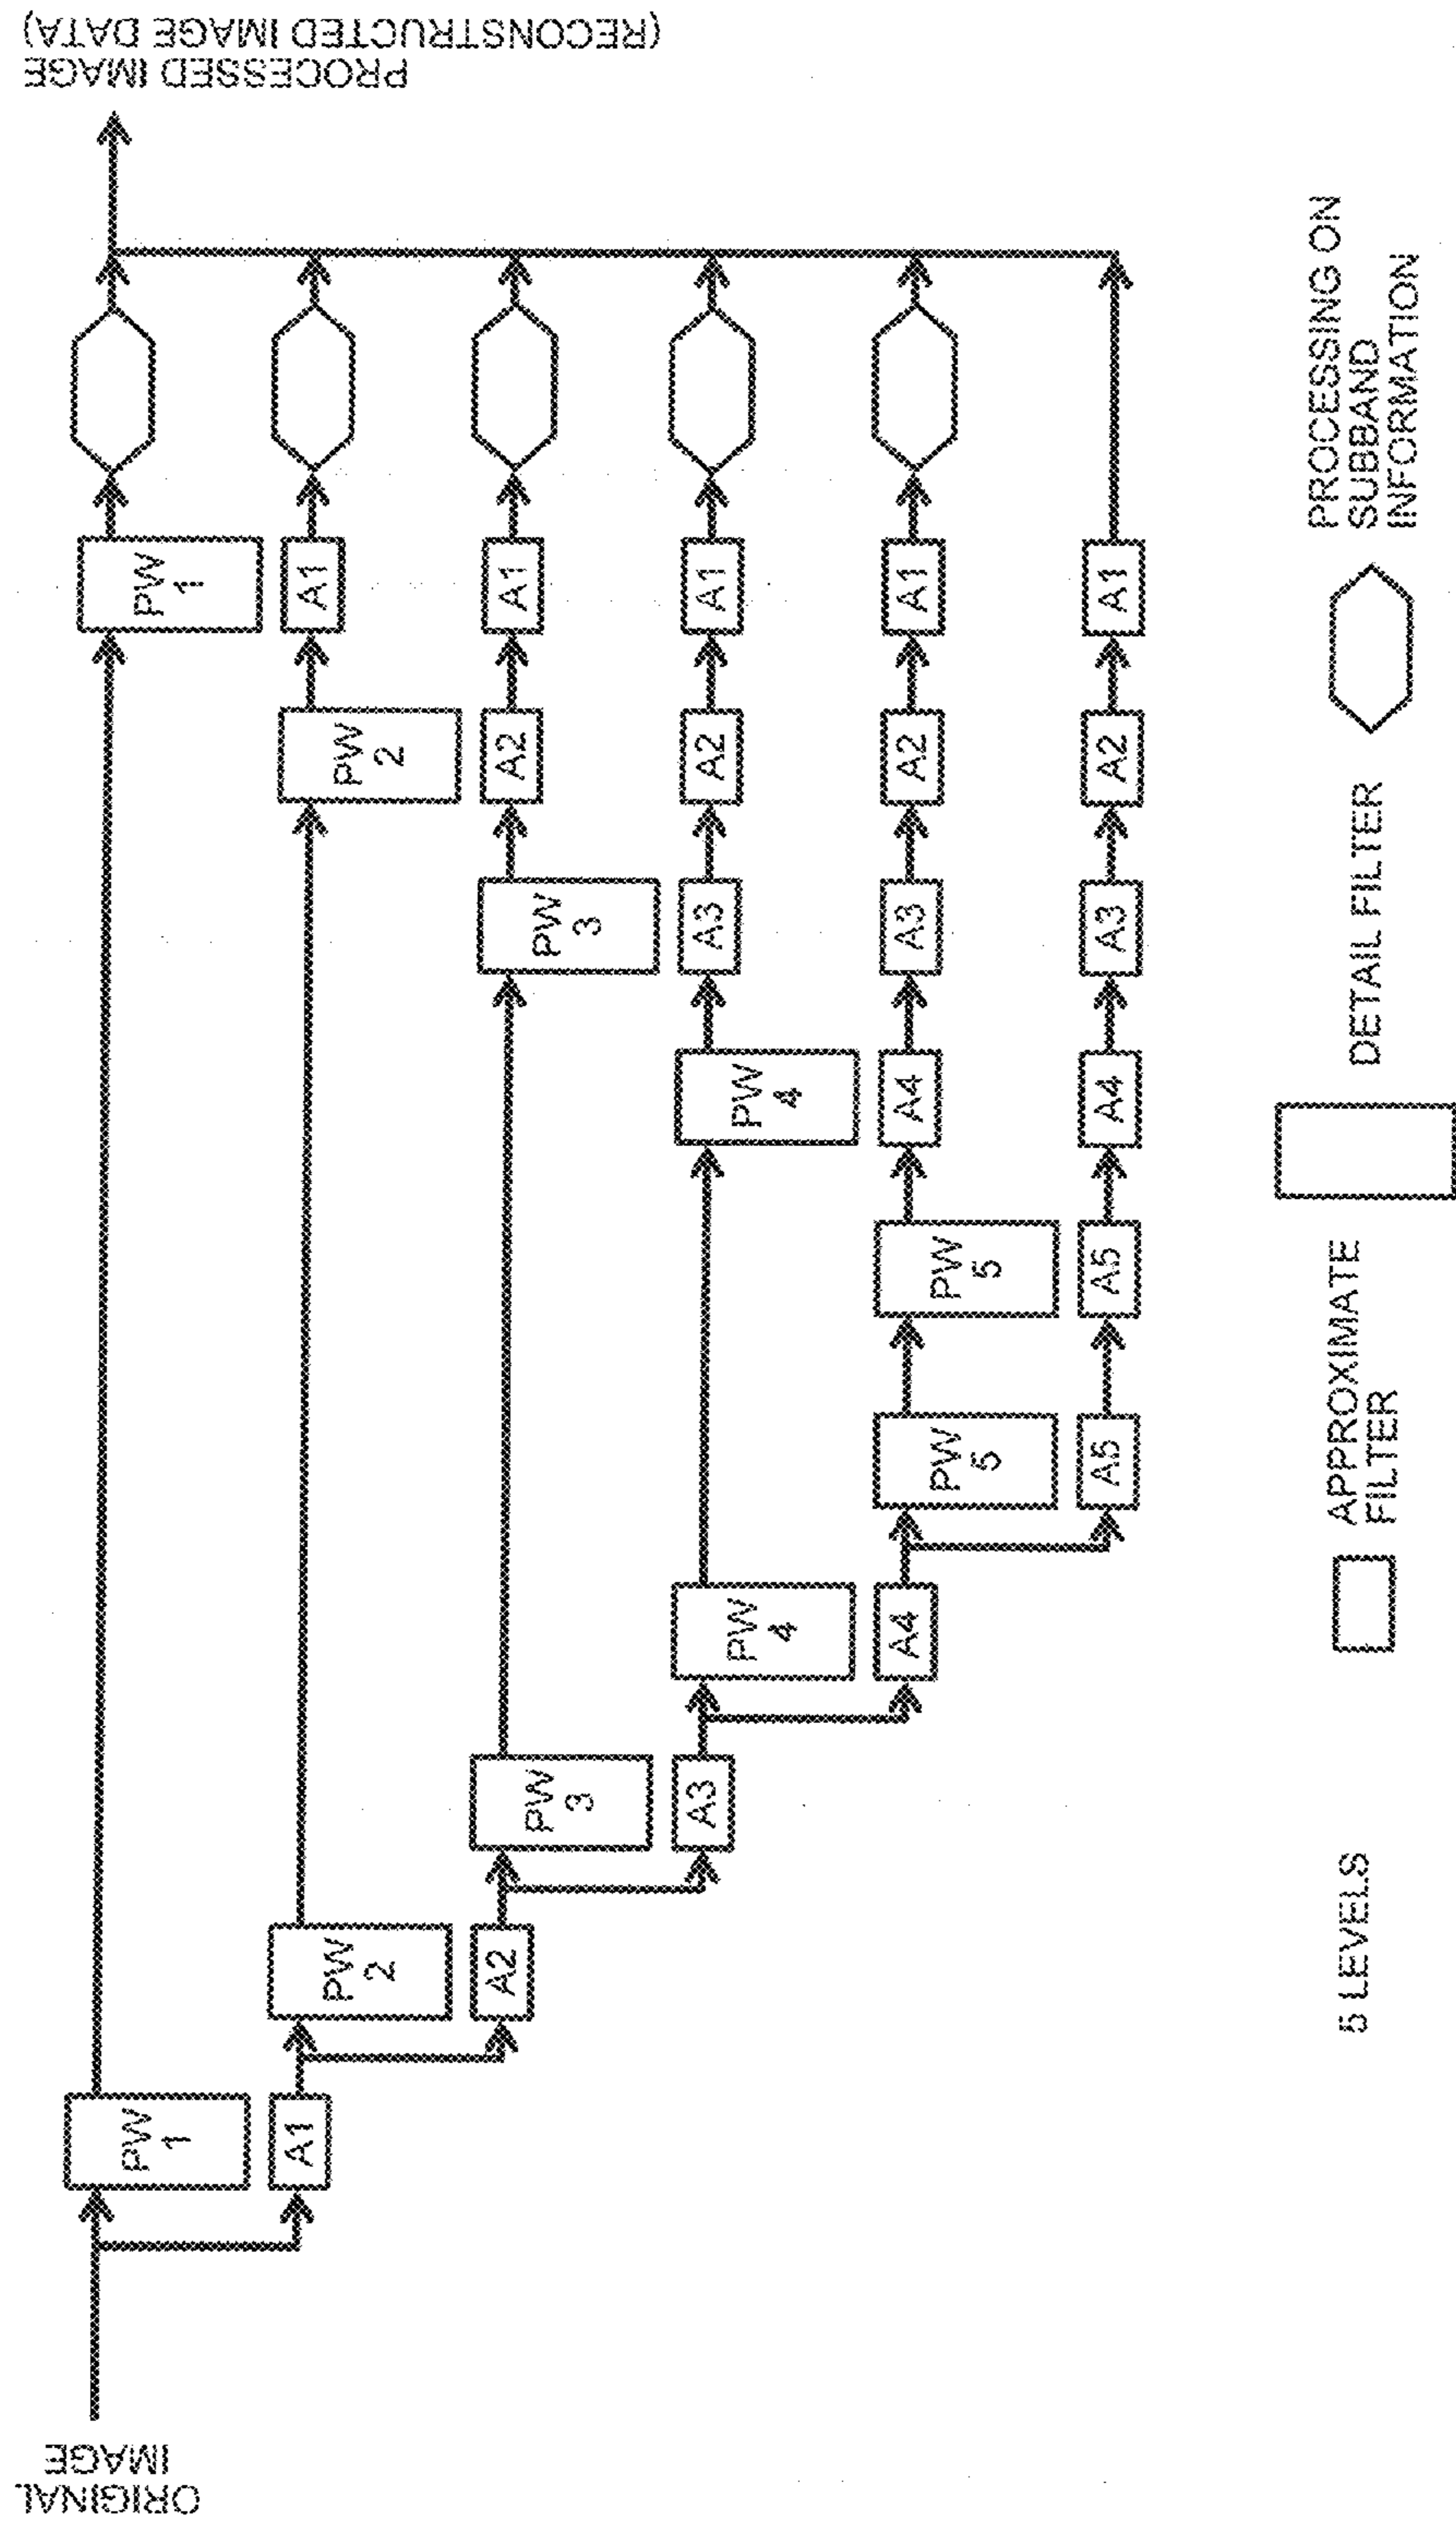 ORIGINAL
IMAGE
PW
1
PW
1
PROCESSED IMAGE
(RECONSTRUCTED IMAGE DATA)
A1
PW
2
PW
2
A1
A2
PW
3
PW
3
A2
A1
A3
PW
4
PW
4
A3
A2
A1
A4
PW
5
PW
5
A4
A3
A2
A1
A5
A5
A4
A3
A2
A1
5 LEVELS
APPROXIMATE
FILTER
DETAIL FILTER
PROCESSING ON
SUBBAND
INFORMATION